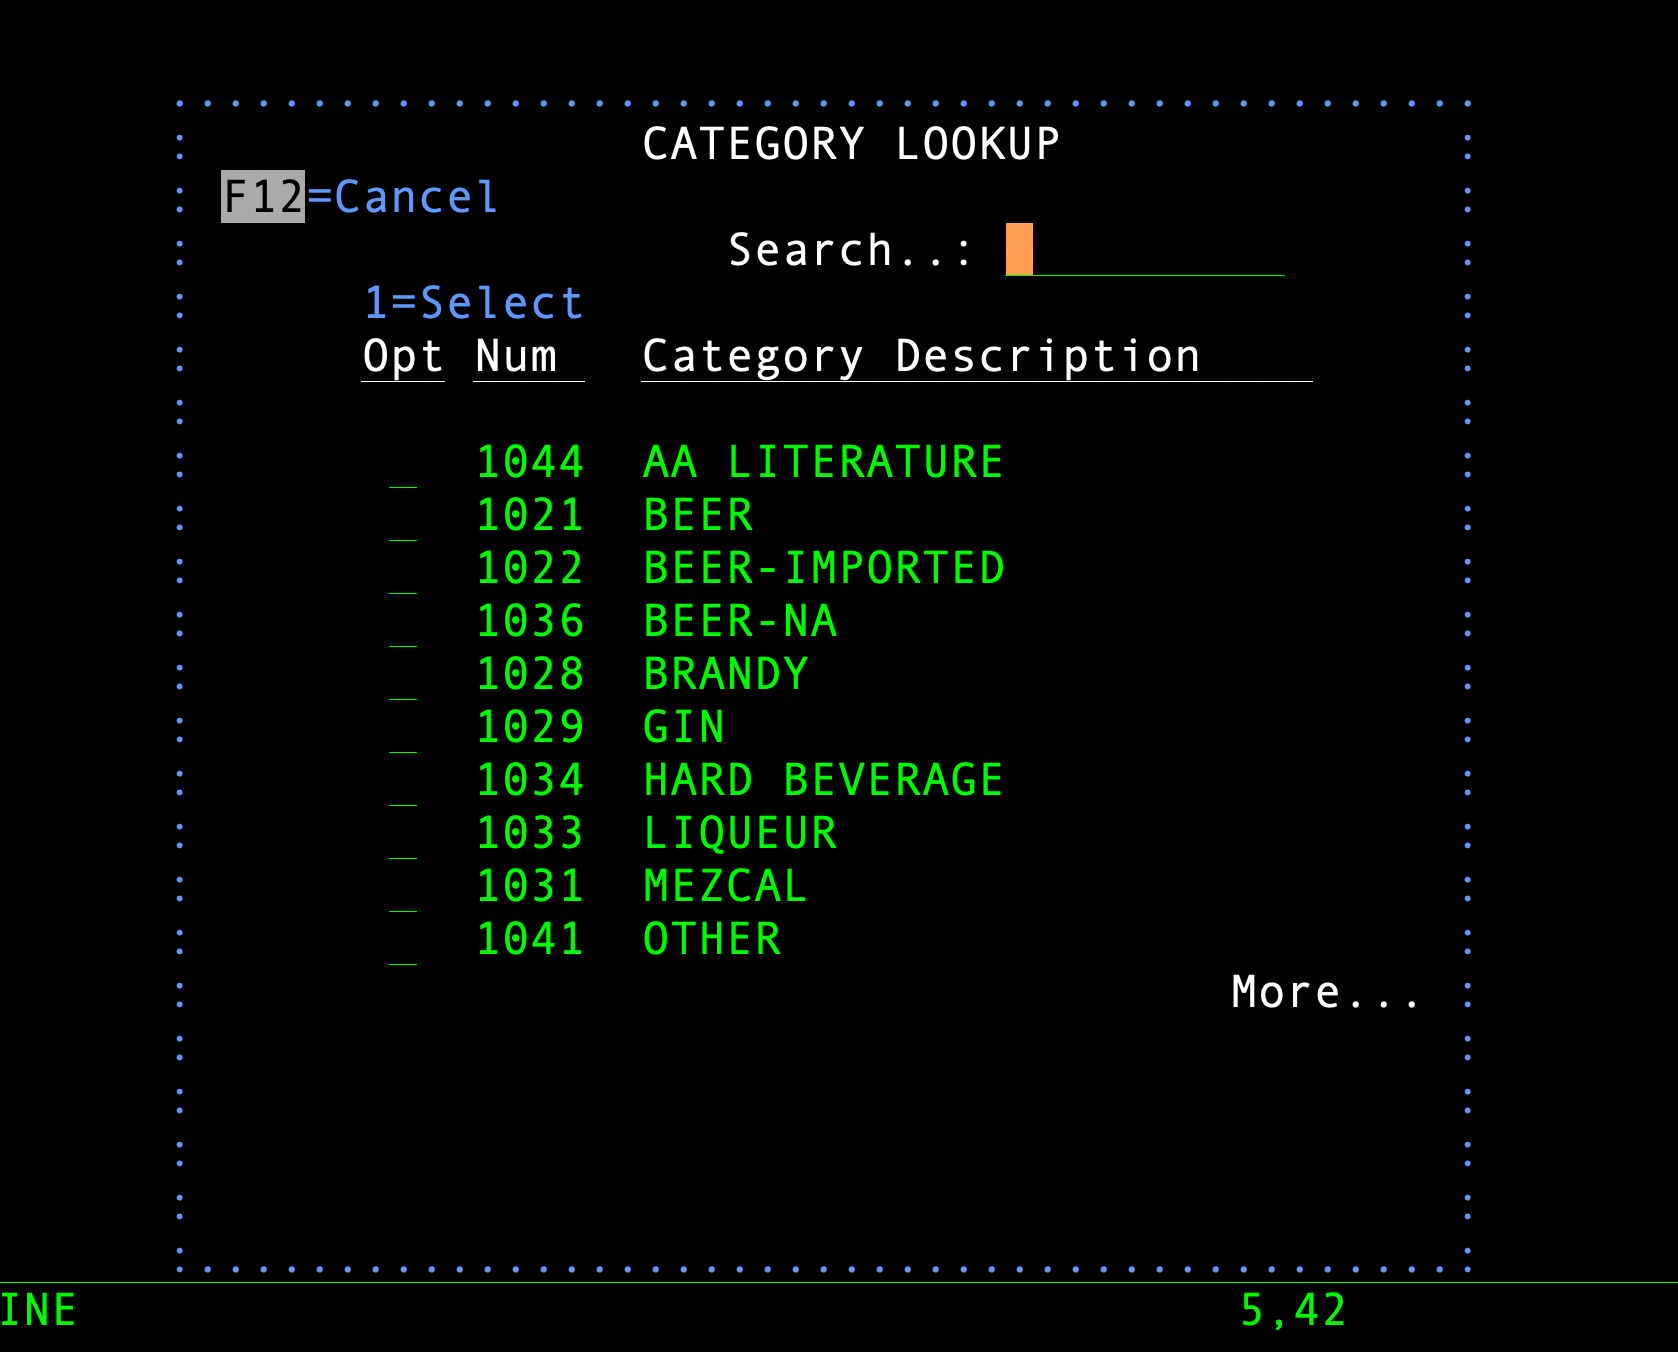 CATEGORY LOOKUP
F12=Cancel
Search..:
1=Select
Opt Num Category Description
1044 AA LITERATURE
1021 BEER
1022 BEER-IMPORTED
1036 BEER-NA
1028 BRANDY
1029 GIN
1034 HARD BEVERAGE
1033 LIQUEUR
1031 MEZCAL
1041 OTHER
More...
INE 5,42